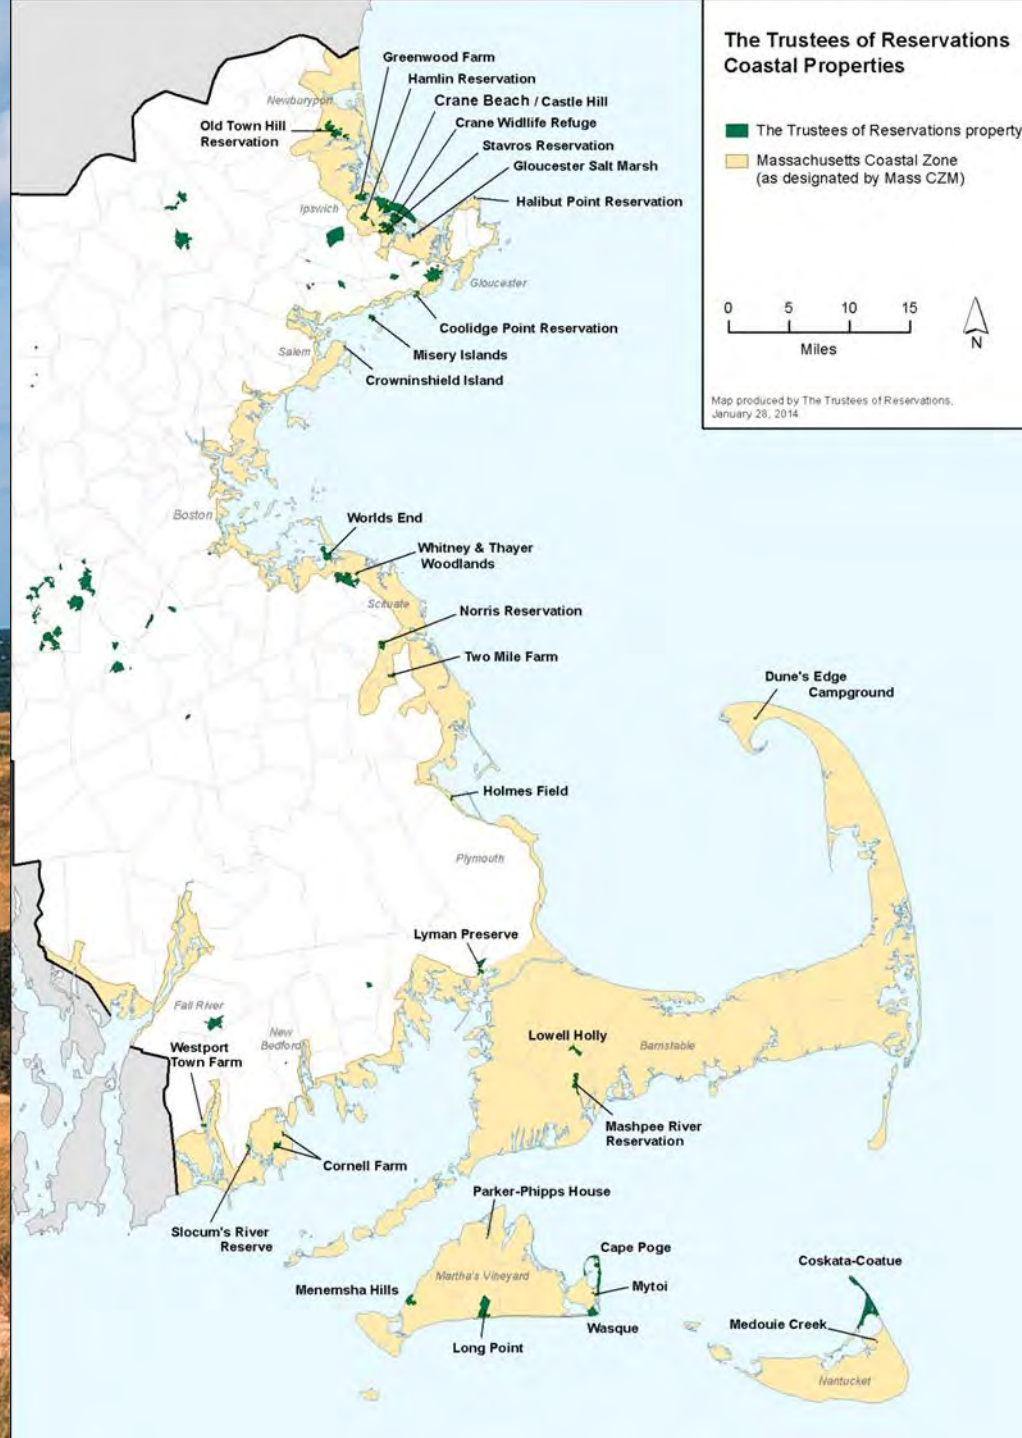 The Trustees of Reservations
Coastal Properties
The Trustees of Reservations property
Massachusetts Coastal Zone
(as designated by Mass CZM)
0 5 10 15
Miles
N
Map produced by The Trustees of Reservations,
January 28, 2014
Greenwood Farm
Hamlin Reservation
Crane Beach / Castle Hill
Crane Widllife Refuge
Stavros Reservation
Gloucester Salt Marsh
Halibut Point Reservation
Newburyport
Old Town Hill
Reservation
Ipswich
Gloucester
Coolidge Point Reservation
Misery Islands
Salem
Crowninshield Island
Boston
Worlds End
Whitney & Thayer
Woodlands
Scituate
Norris Reservation
Two Mile Farm
Dune's Edge
Campground
Holmes Field
Plymouth
Lyman Preserve
Fall River
New
Bedford
Westport
Town Farm
Lowell Holly
Barnstable
Mashpee River
Reservation
Cornell Farm
Slocum's River
Reserve
Parker-Phipps House
Cape Poge
Martha's Vineyard
Mytoi
Menemsha Hills
Wasque
Long Point
Coskata-Coatue
Medouie Creek
Nantucket